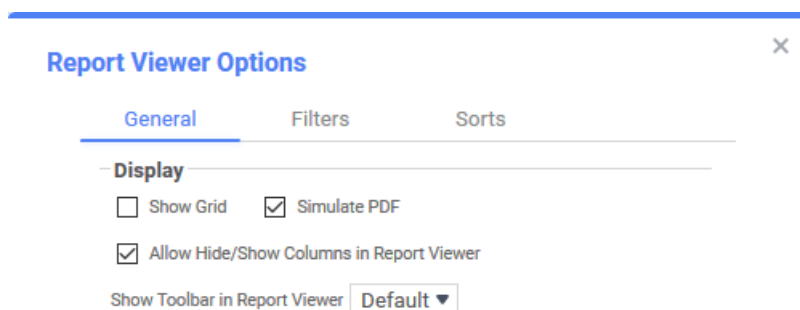 Report Viewer Options
General Filters Sorts
Display
Show Grid Simulate PDF
Allow Hide/Show Columns in Report Viewer
Show Toolbar in Report Viewer Default